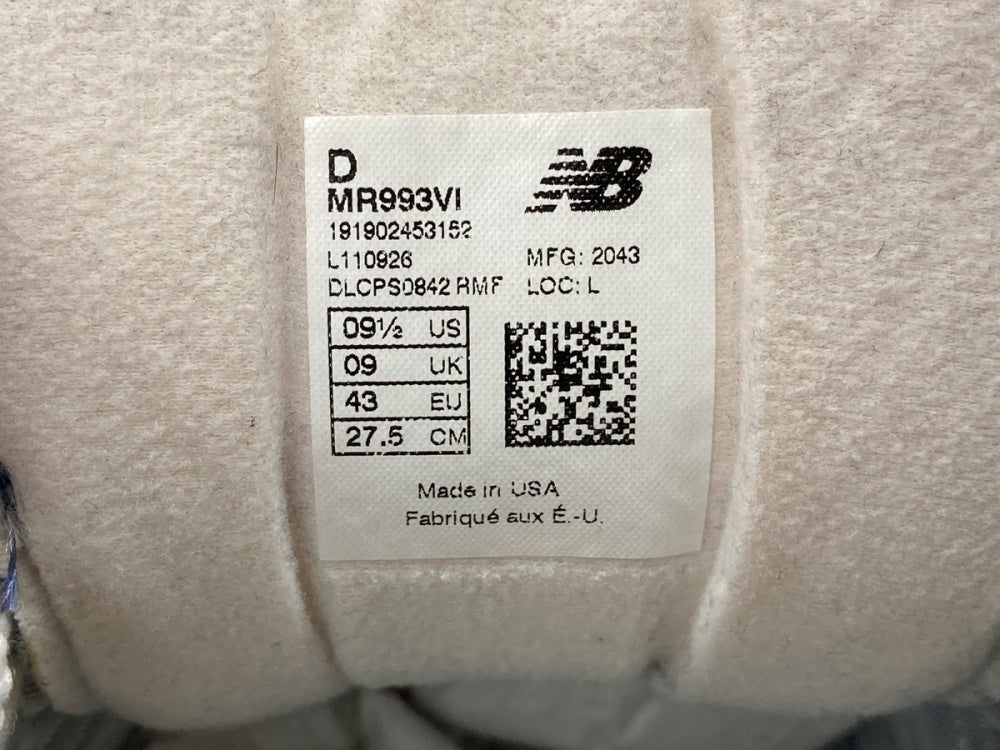 D
NB
MR993VI
191902453152
L110926
MFG: 2043
DLCPS0842 RMF
LOC: L
09½ US
09 UK
43 EU
27.5 CM
Made in USA
Fabriqué aux É.-U.